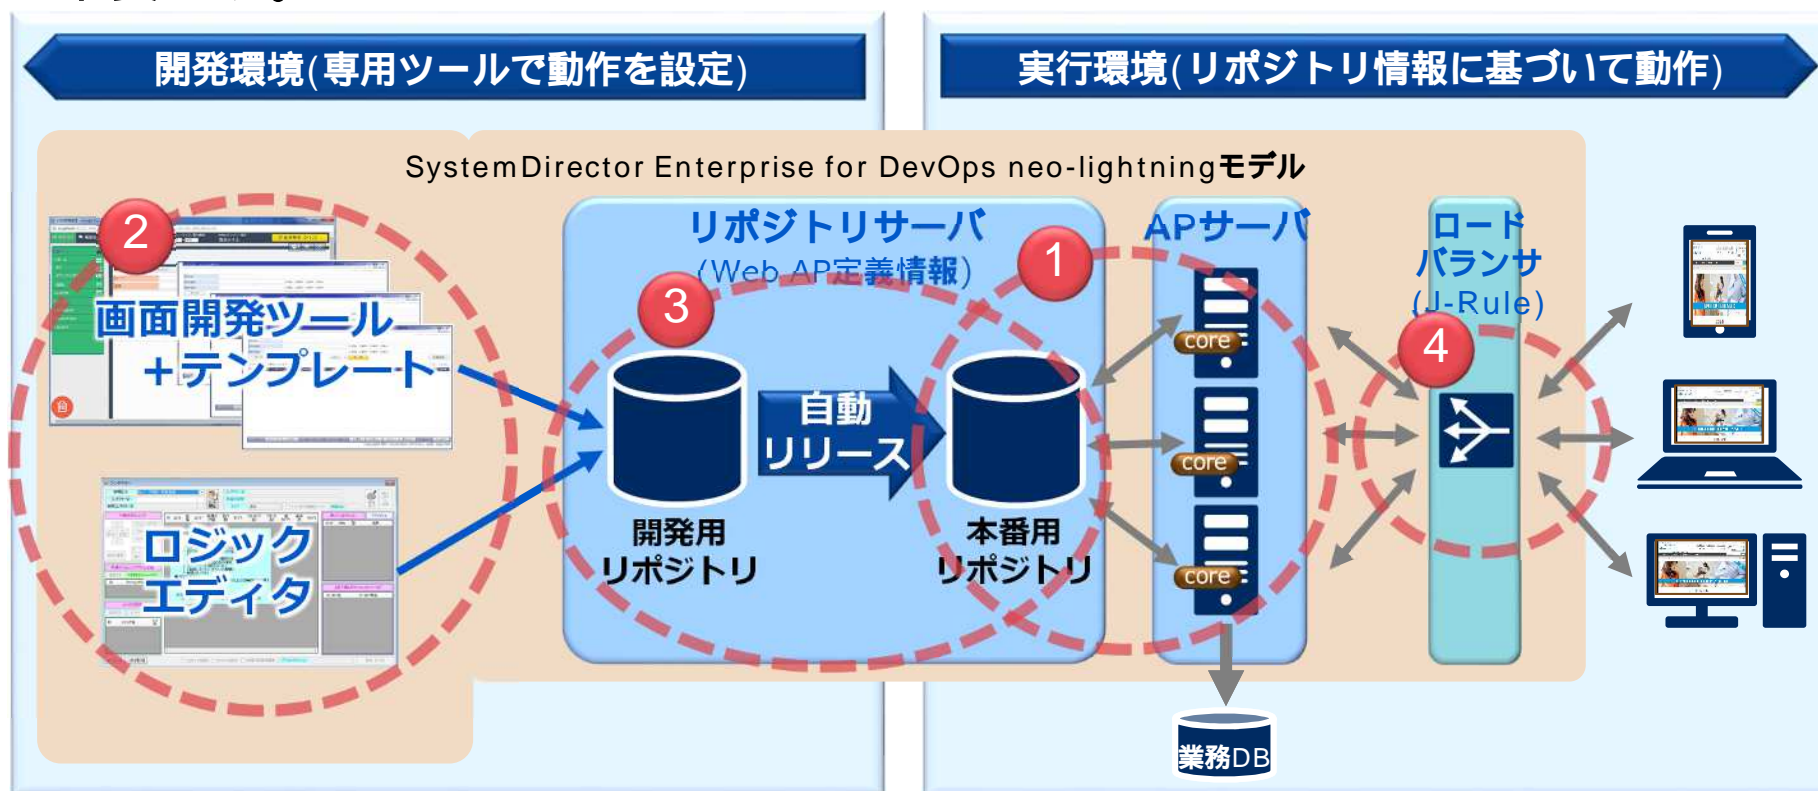 開発環境(専用ツールで動作を設定)
実行環境(リポジトリ情報に基づいて動作)
SystemDirector Enterprise for DevOps neo-lightningモデル
2
画面開発ツール
+テンプレート
ロジック
エディタ
リポジトリサーバ
(Web AP定義情報)
3
1
自動
リリース
開発用
リポジトリ
本番用
リポジトリ
APサーバ
core
core
core
業務DB
ロード
バランサ
(J-Rule)
4